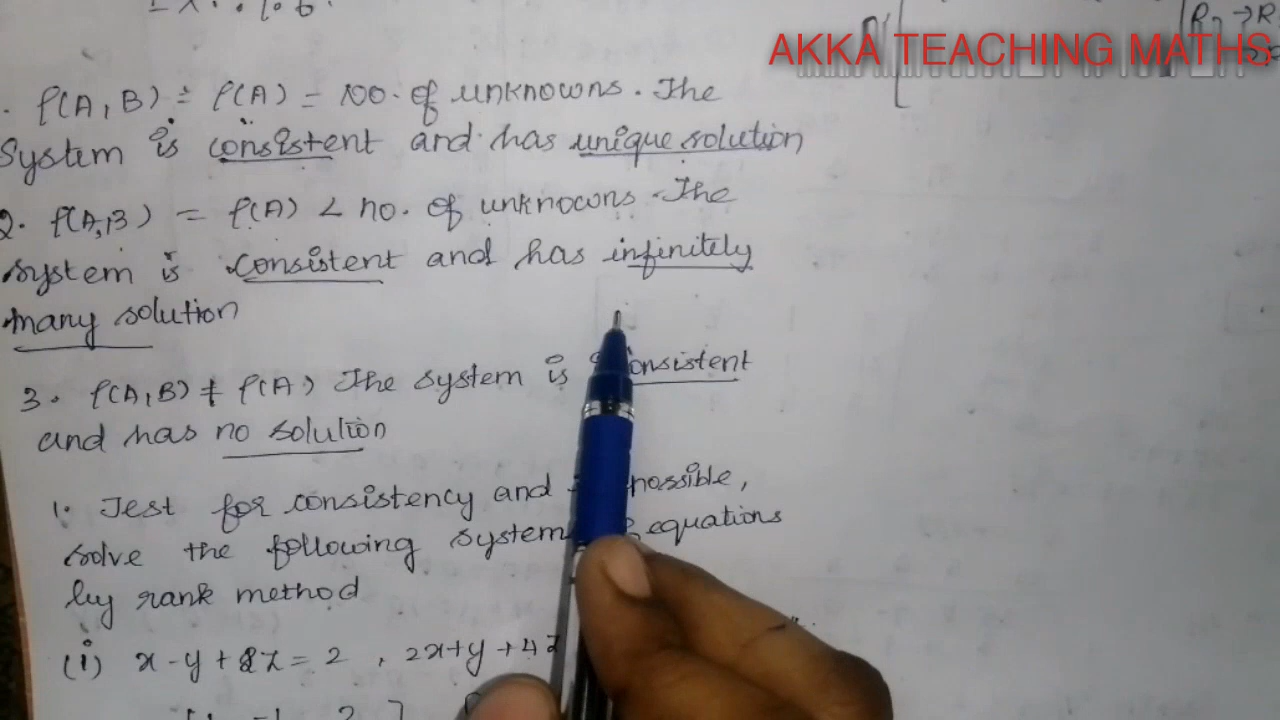 AKKA TEACHING MATHS
1. ρ(A, B) = ρ(A) = no. of unknowns. The
System is consistent and has unique solution
2. ρ(A,B) = ρ(A) < no. of unknowns. The
system is consistent and has infinitely
many solution
3. ρ(A,B) ≠ ρ(A) The system is onsistent
and has no solution
1. Test for consistency and possible,
solve the following system equations
by rank method
(i) x - y + 2z = 2 , 2x + y + 4z